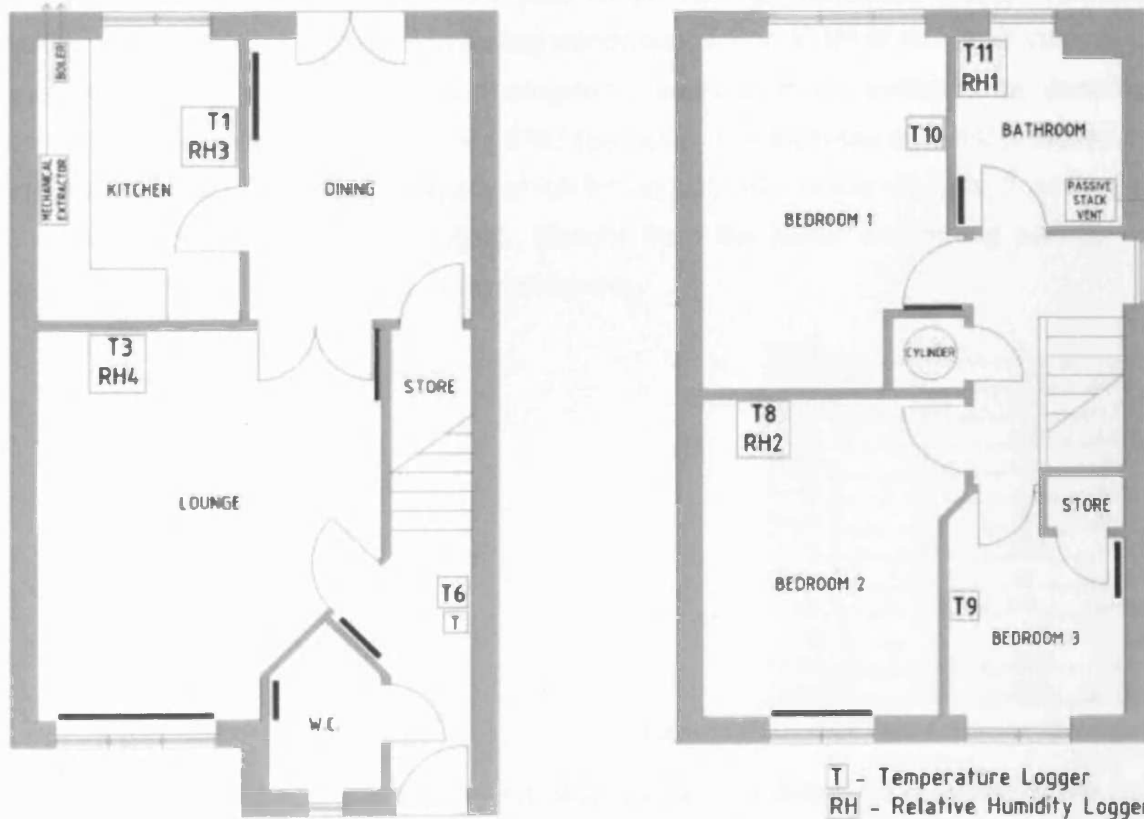 BOILER
MECHANICAL
EXTRACTOR
T1
RH3
KITCHEN
DINING
T3
RH4
STORE
LOUNGE
T6
T
W.C.
T11
RH1
T10
BATHROOM
PASSIVE
STACK
VENT
BEDROOM 1
CYLINDER
T8
RH2
STORE
BEDROOM 2
T9
BEDROOM 3
T - Temperature Logger
RH - Relative Humidity Logger